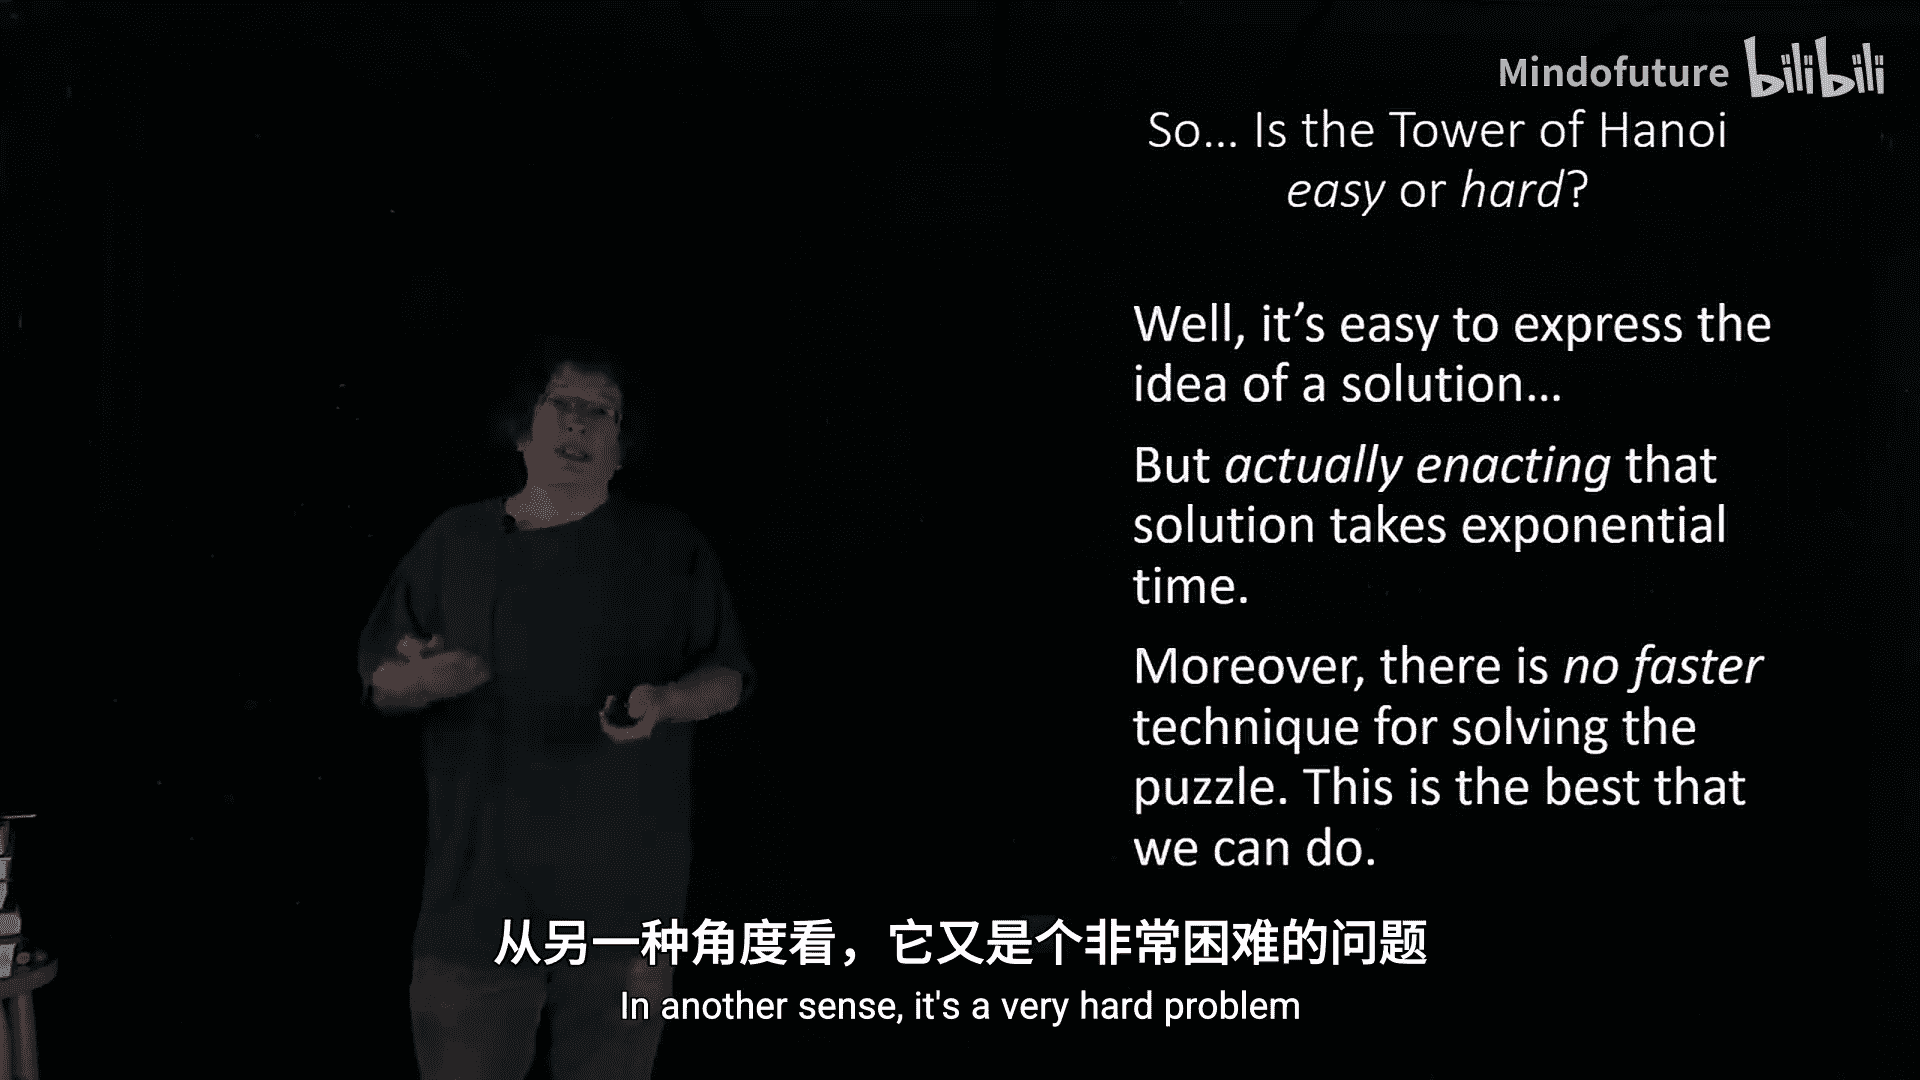 Mindofuture bilibili
So... Is the Tower of Hanoi
easy or hard?
Well, it’s easy to express the
idea of a solution...
But actually enacting that
solution takes exponential
time.
Moreover, there is no faster
technique for solving the
puzzle. This is the best that
we can do.
从另一种角度看，它又是个非常困难的问题
In another sense, it's a very hard problem